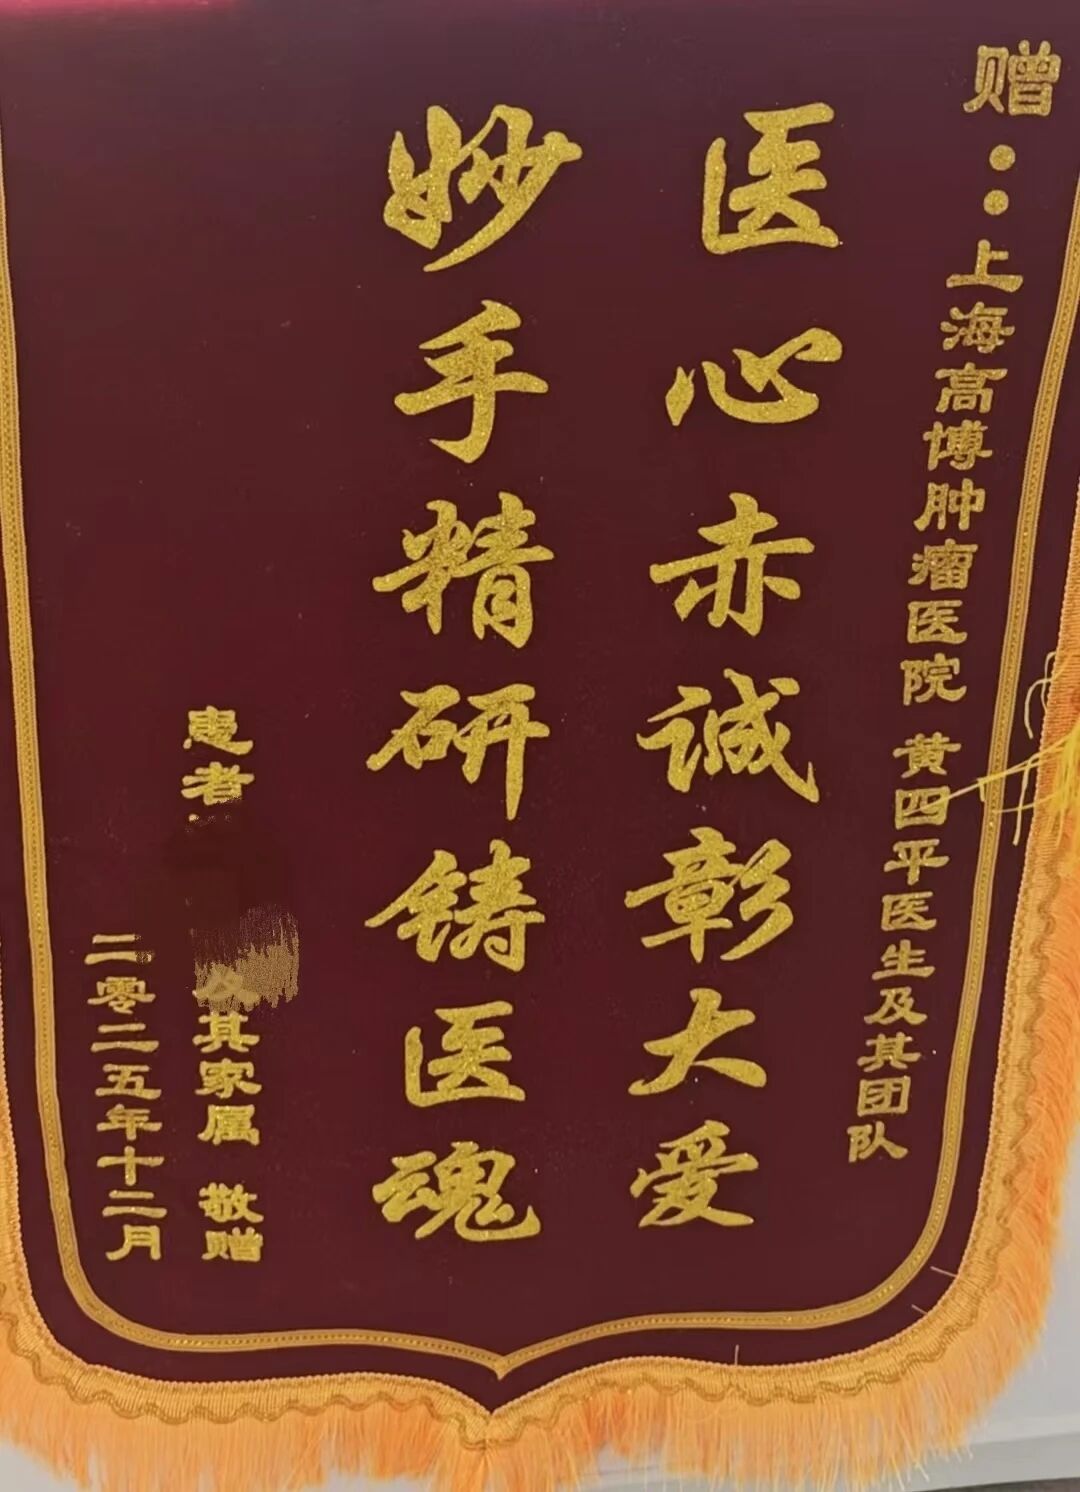 赠：上海高博肿瘤医院 黄四平医生及其团队
医心赤诚彰大爱
妙手精研铸医魂
患者 及其家属 敬赠
二零二五年十二月